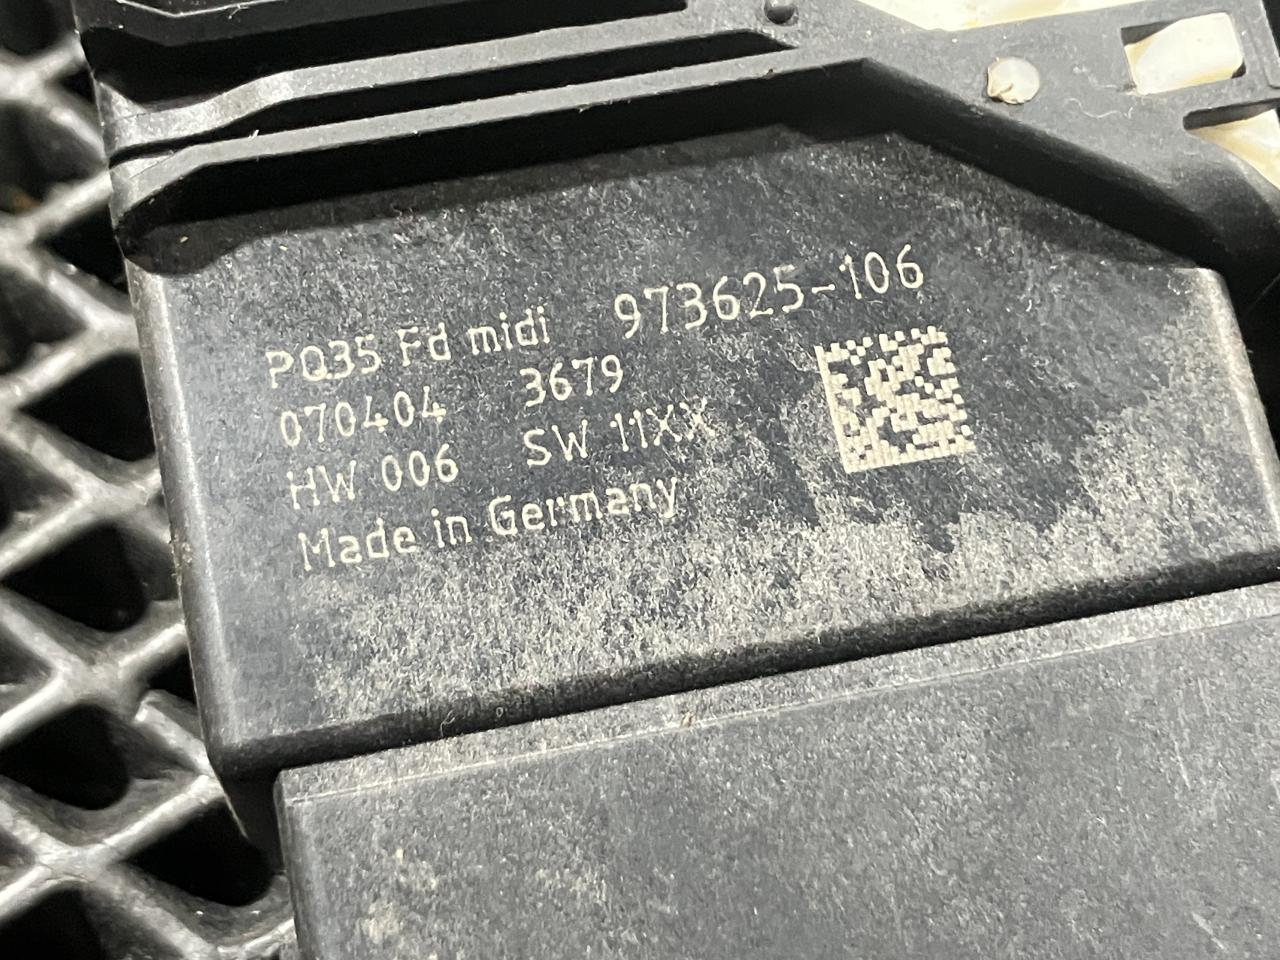 PQ35 Fd midi 973625-106
070404 3679
HW 006 SW 11XX
Made in Germany